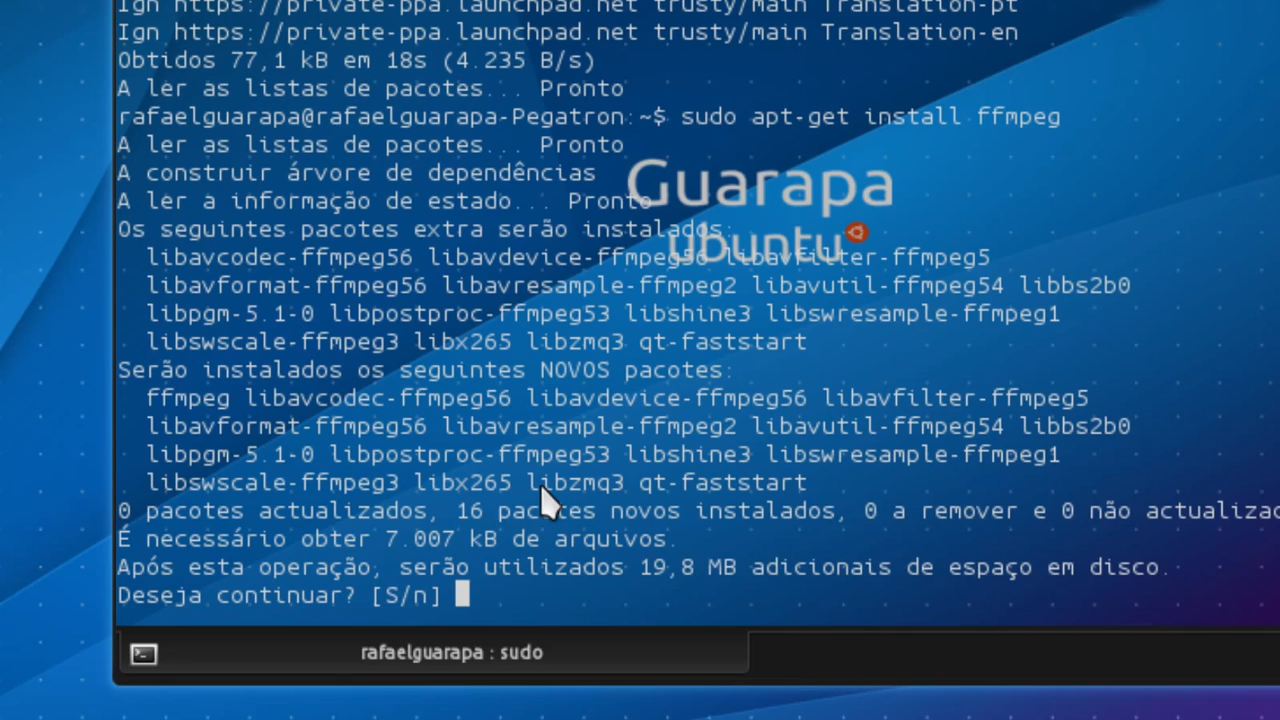 Ign https://private-ppa.launchpad.net trusty/main Translation-pt
Ign https://private-ppa.launchpad.net trusty/main Translation-en
Obtidos 77,1 kB em 18s (4.235 B/s)
A ler as listas de pacotes... Pronto
rafaelguarapa@rafaelguarapa-Pegatron:~$ sudo apt-get install ffmpeg
A ler as listas de pacotes... Pronto
A construir árvore de dependências
A ler a informação de estado... Pronto
Guarapa
Os seguintes pacotes extra serão instalados:
ubuntu
libavcodec-ffmpeg56 libavdevice-ffmpeg56 libavfilter-ffmpeg5
libavformat-ffmpeg56 libavresample-ffmpeg2 libavutil-ffmpeg54 libbs2b0
libpgm-5.1-0 libpostproc-ffmpeg53 libshine3 libswresample-ffmpeg1
libswscale-ffmpeg3 libx265 libzmq3 qt-faststart
Serão instalados os seguintes NOVOS pacotes:
ffmpeg libavcodec-ffmpeg56 libavdevice-ffmpeg56 libavfilter-ffmpeg5
libavformat-ffmpeg56 libavresample-ffmpeg2 libavutil-ffmpeg54 libbs2b0
libpgm-5.1-0 libpostproc-ffmpeg53 libshine3 libswresample-ffmpeg1
libswscale-ffmpeg3 libx265 libzmq3 qt-faststart
0 pacotes actualizados, 16 pacotes novos instalados, 0 a remover e 0 não actualizac
É necessário obter 7.007 kB de arquivos.
Após esta operação, serão utilizados 19,8 MB adicionais de espaço em disco.
Deseja continuar? [S/n]
rafaelguarapa : sudo